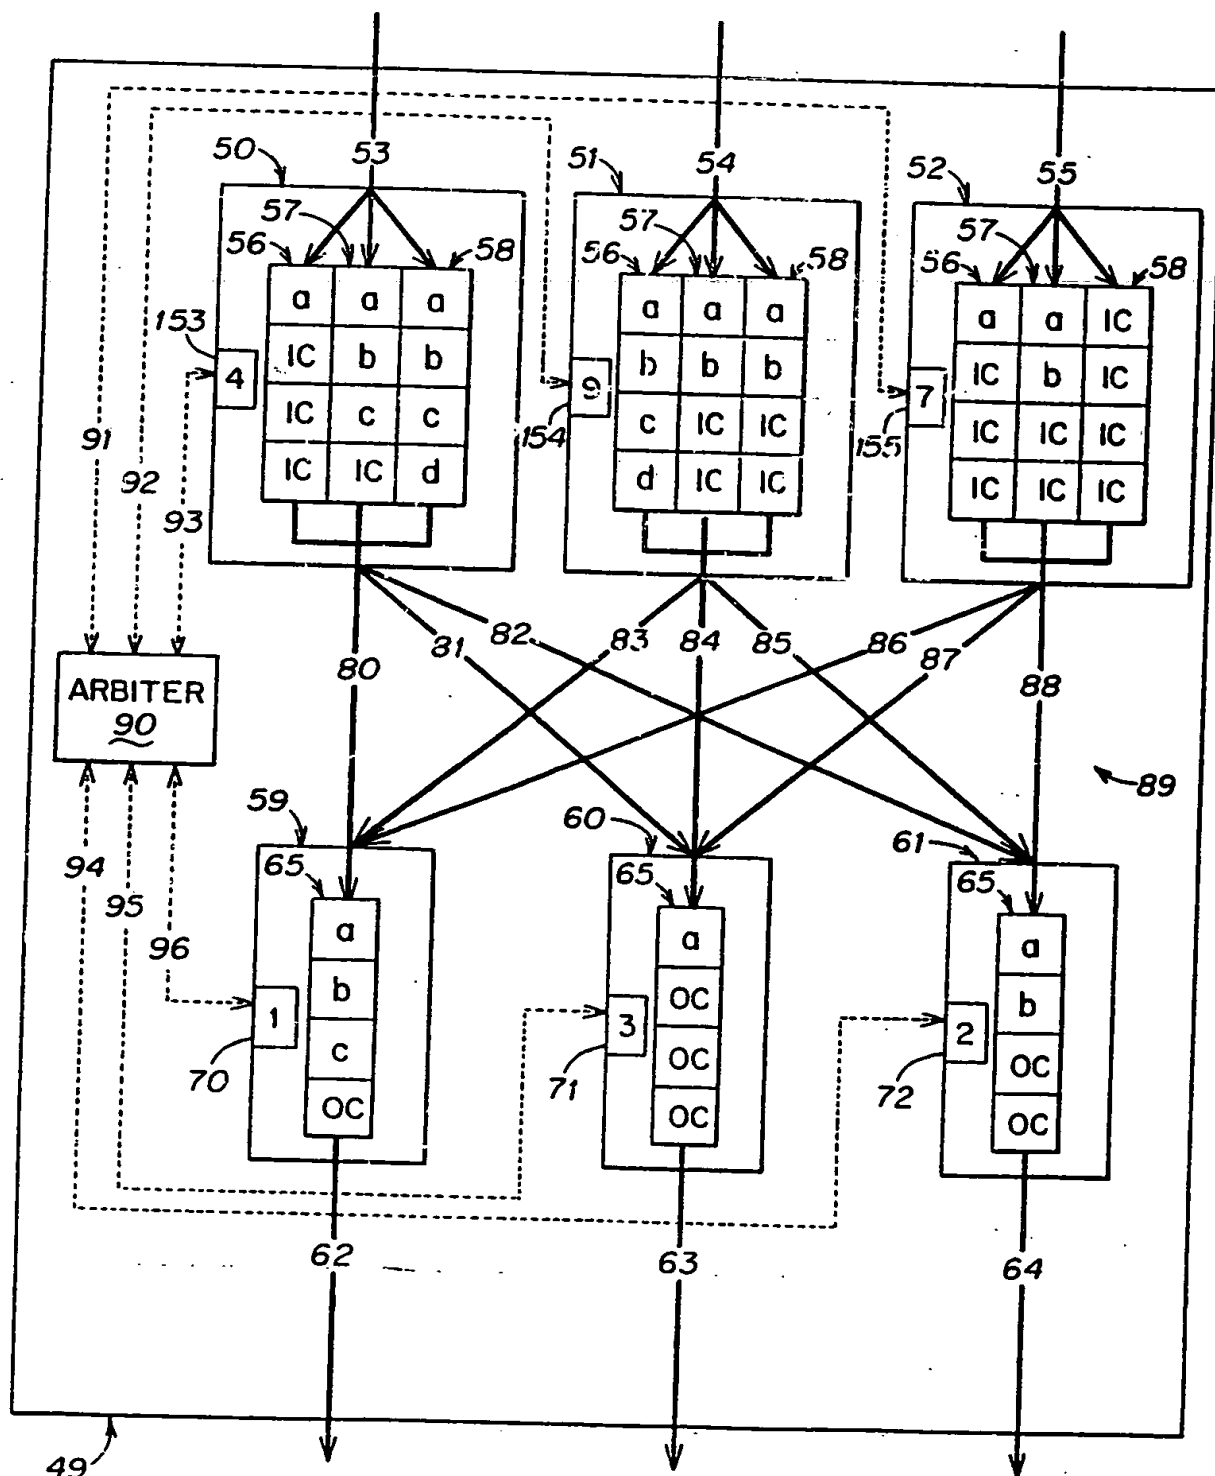 50
53
51
54
52
55
57
57
57
56
58
56
58
56
58
a a a
a a a
a a IC
153
IC b b
b b b
IC b IC
4
9
7
IC c c
c IC IC
IC IC IC
91
154
155
IC IC d
d IC IC
IC IC IC
92
93
82
83
84
85
86
81
87
80
88
ARBITER
90
89
59
60
61
94
65
65
65
95
a
a
a
96
b
OC
b
1
3
2
c
OC
OC
70
71
72
OC
OC
OC
62
63
64
49